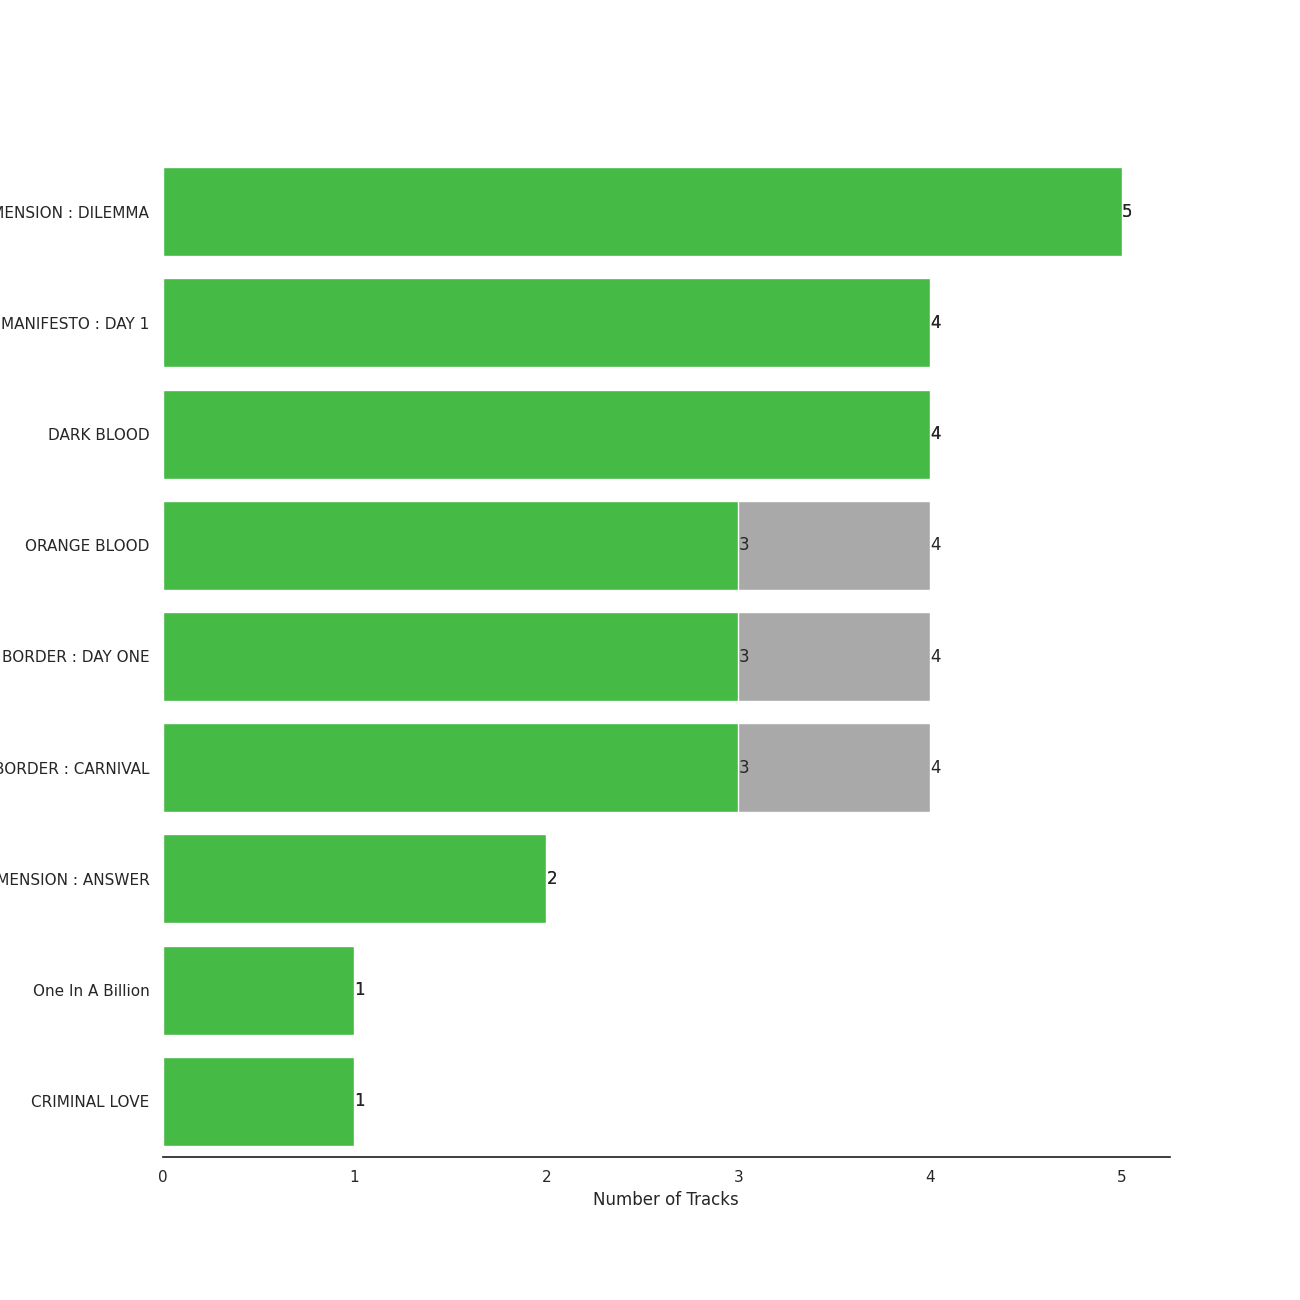 MENSION : DILEMMA
5
MANIFESTO : DAY 1
4
DARK BLOOD
4
ORANGE BLOOD
3
4
BORDER : DAY ONE
3
4
BORDER : CARNIVAL
3
4
MENSION : ANSWER
2
One In A Billion
1
CRIMINAL LOVE
1
0 1 2 3 4 5
Number of Tracks